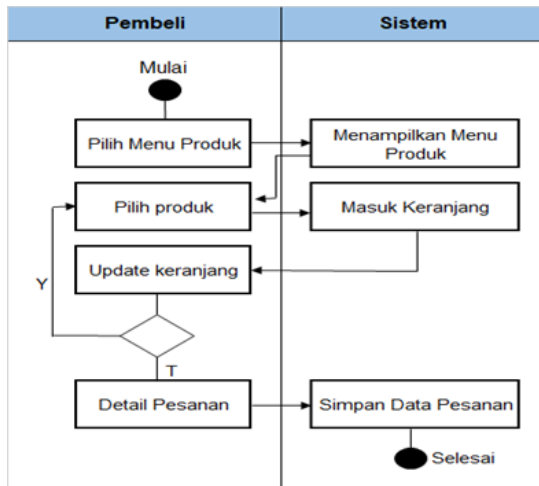 Pembeli
Sistem
Mulai
Pilih Menu Produk
Menampilkan Menu
Produk
Pilih produk
Masuk Keranjang
Update keranjang
Y
T
Detail Pesanan
Simpan Data Pesanan
Selesai